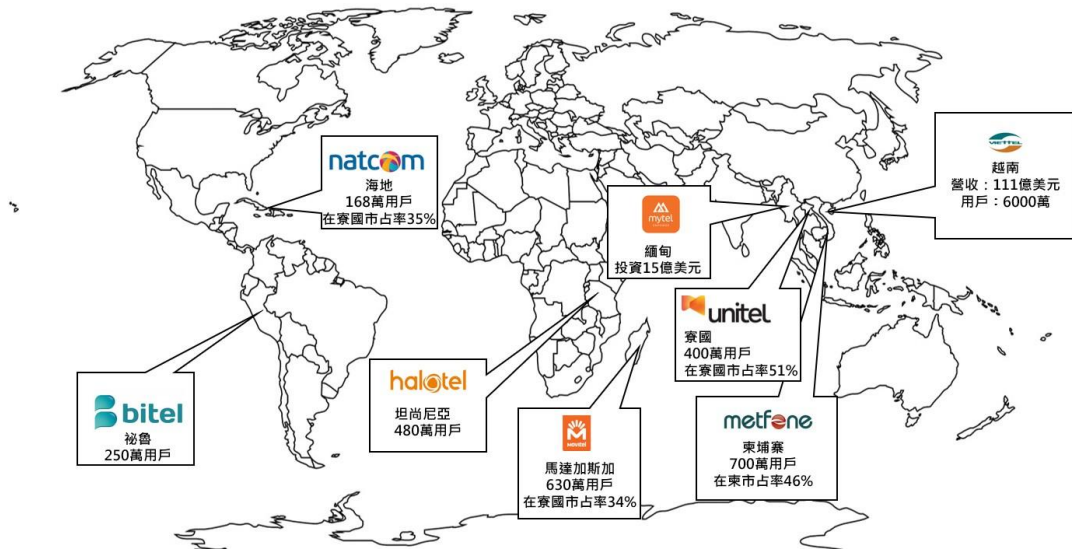 natcom
海地
168萬用戶
在寮國市占率35%
mytel
緬甸
投資15億美元
VIETTEL
越南
營收：111億美元
用戶：6000萬
unitel
寮國
400萬用戶
在寮國市占率51%
bitel
祕魯
250萬用戶
halotel
坦尚尼亞
480萬用戶
Movitel
馬達加斯加
630萬用戶
在寮國市占率34%
metfone
柬埔寨
700萬用戶
在柬市占率46%